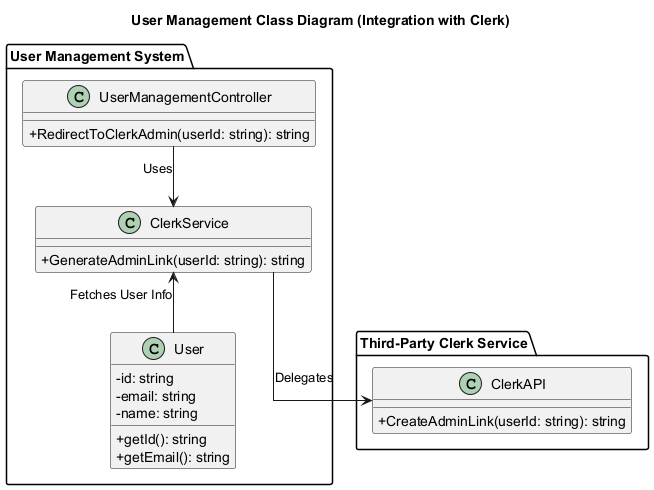 User Management Class Diagram (Integration with Clerk)
User Management System
C UserManagementController
+RedirectToClerkAdmin(userId: string): string
Uses
C ClerkService
+GenerateAdminLink(userId: string): string
Fetches User Info
C User
-id: string
-email: string
-name: string
+getId(): string
+getEmail(): string
Delegates
Third-Party Clerk Service
C ClerkAPI
+CreateAdminLink(userId: string): string